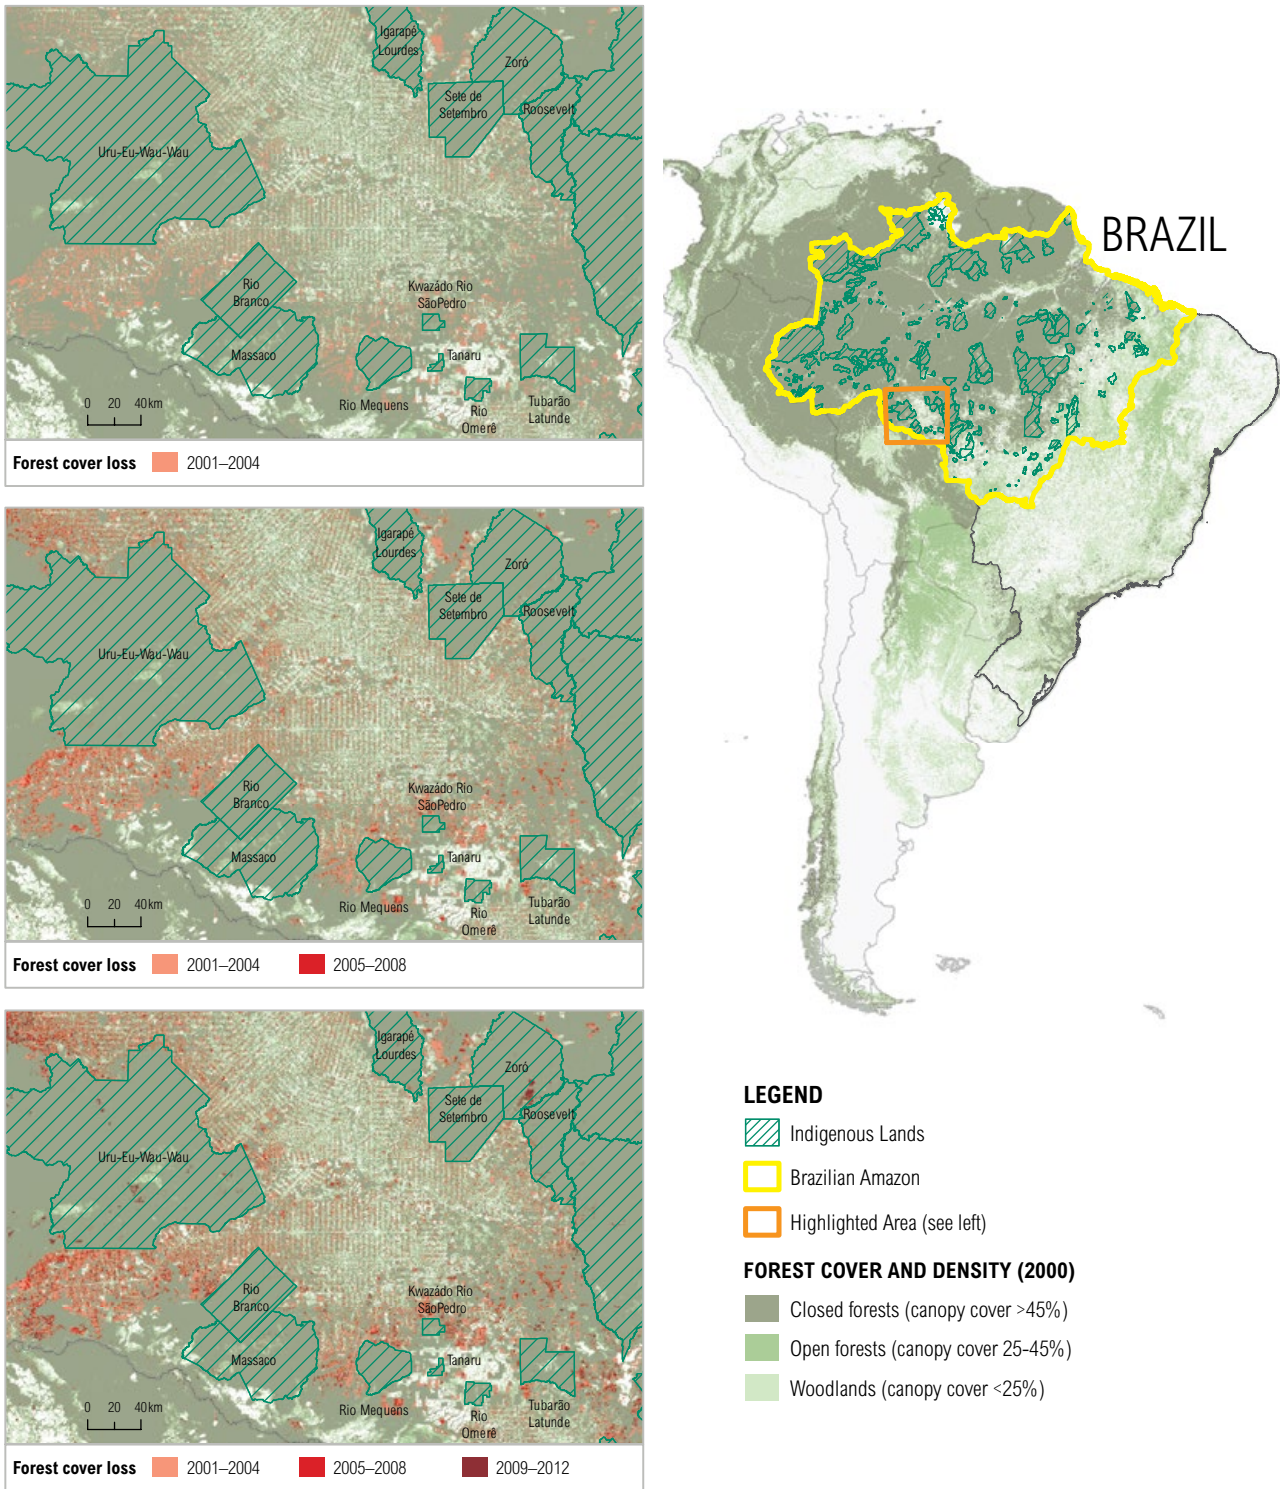 Igarapé
Lourdes
Zoró
Sete de
Setembro
Roosevelt
Uru-Eu-Wau-Wau
Rio
Branco
Kwazádo Rio
SãoPedro
Massaco
Tanaru
Rio Mequens
Rio
Omerê
Tubarão
Latunde
0 20 40km
Forest cover loss 2001–2004
Igarapé
Lourdes
Zoró
Sete de
Setembro
Roosevelt
Uru-Eu-Wau-Wau
Rio
Branco
Kwazádo Rio
SãoPedro
Massaco
Tanaru
Rio Mequens
Rio
Omerê
Tubarão
Latunde
0 20 40km
Forest cover loss 2001–2004 2005–2008
Igarapé
Lourdes
Zoró
Sete de
Setembro
Roosevelt
Uru-Eu-Wau-Wau
Rio
Branco
Kwazádo Rio
SãoPedro
Massaco
Tanaru
Rio Mequens
Rio
Omerê
Tubarão
Latunde
0 20 40km
Forest cover loss 2001–2004 2005–2008 2009–2012
BRAZIL
LEGEND
Indigenous Lands
Brazilian Amazon
Highlighted Area (see left)
FOREST COVER AND DENSITY (2000)
Closed forests (canopy cover >45%)
Open forests (canopy cover 25-45%)
Woodlands (canopy cover <25%)